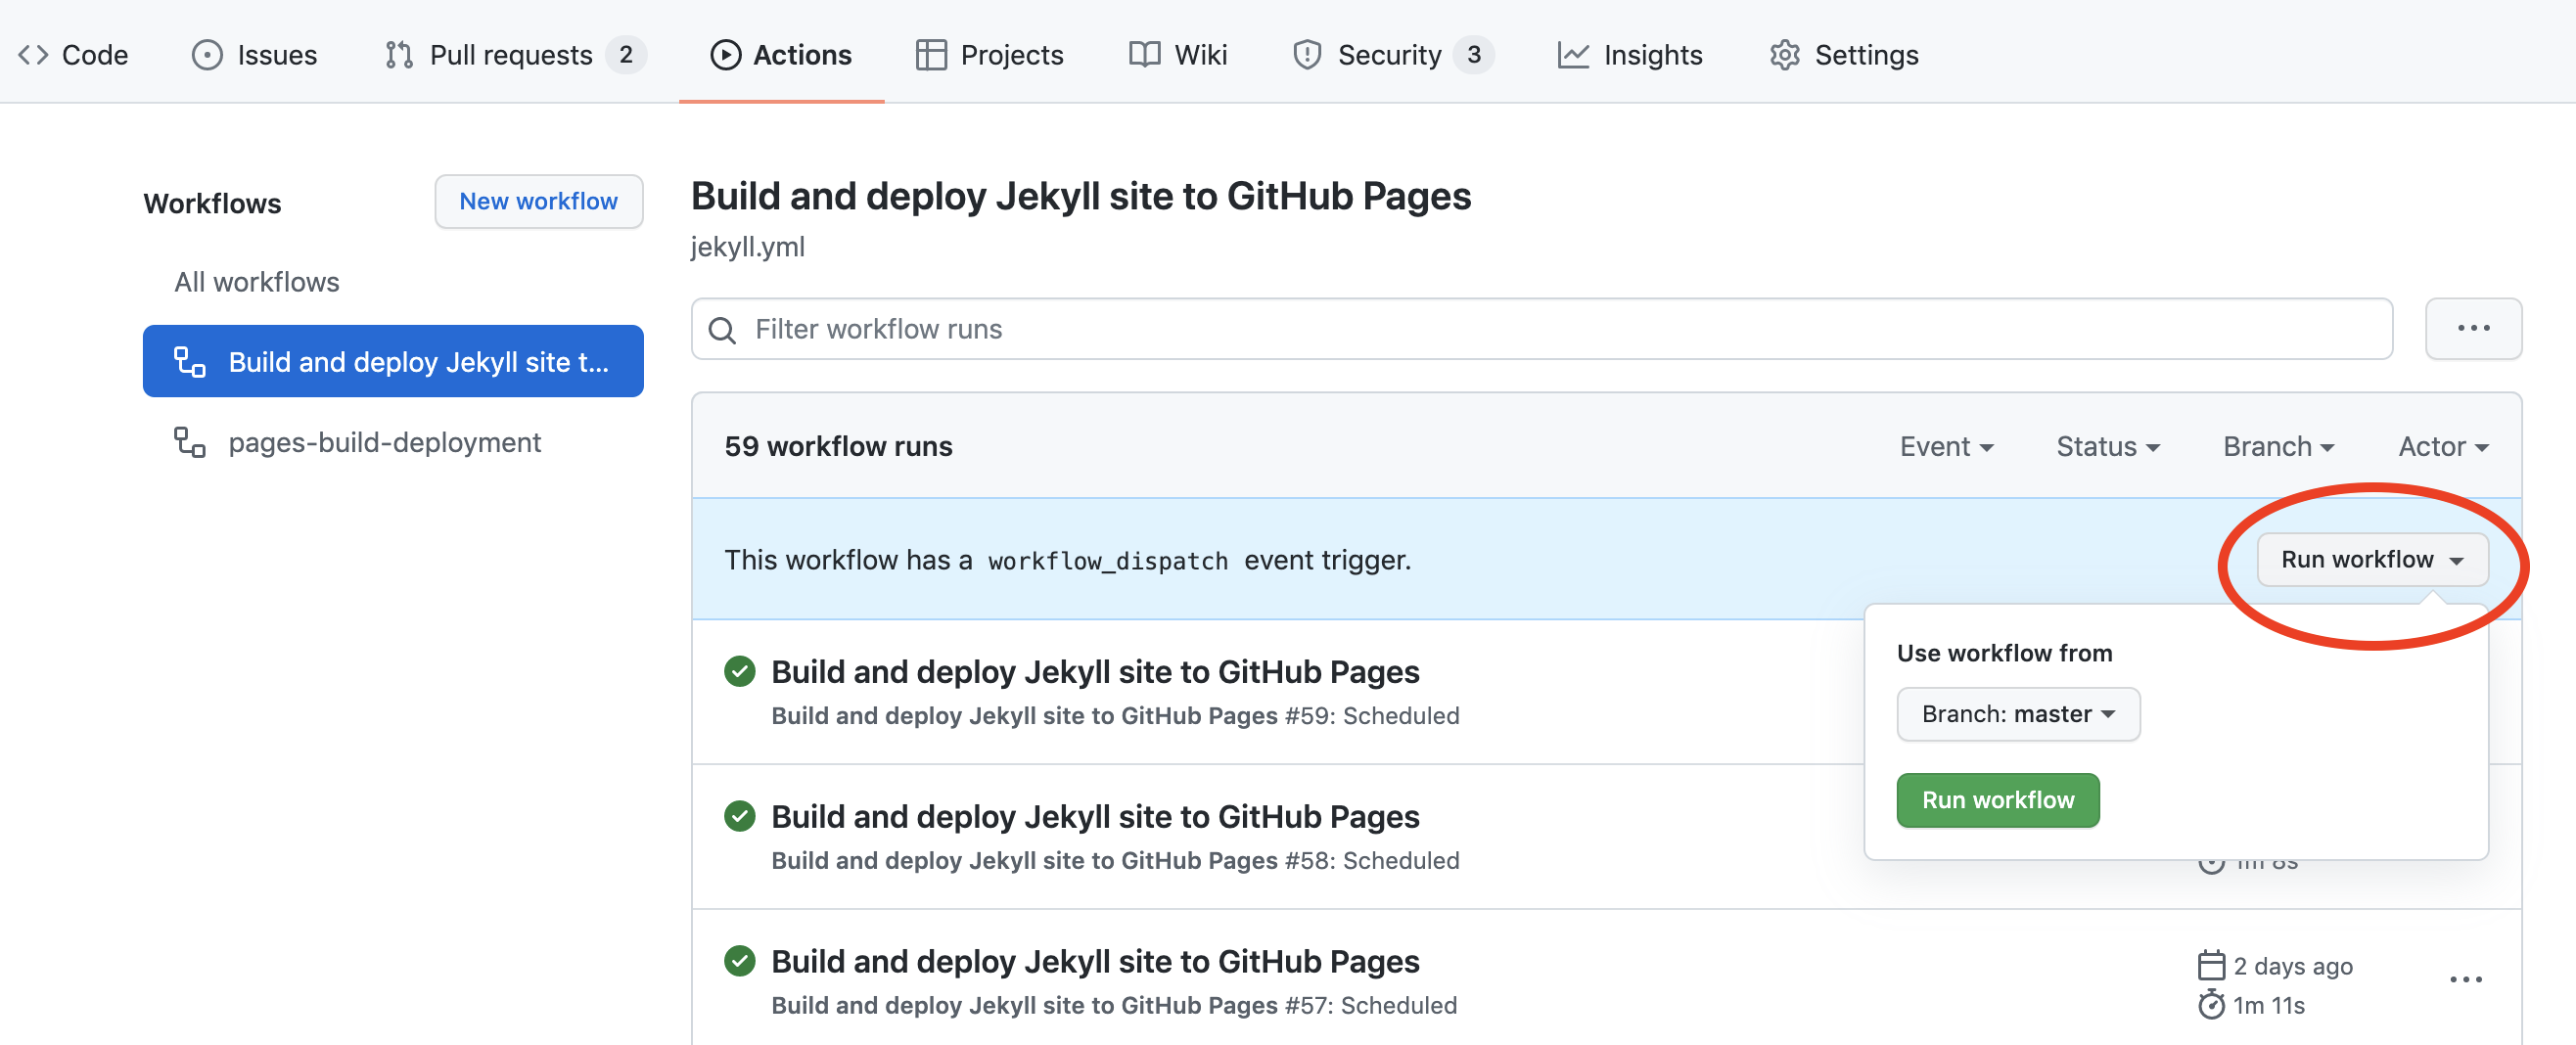 Code Issues Pull requests 2 Actions Projects Wiki Security 3 Insights Settings
Workflows
New workflow
All workflows
Build and deploy Jekyll site t...
pages-build-deployment
Build and deploy Jekyll site to GitHub Pages
jekyll.yml
Filter workflow runs
59 workflow runs
Event Status Branch Actor
This workflow has a workflow_dispatch event trigger.
Run workflow
Use workflow from
Branch: master
Run workflow
Build and deploy Jekyll site to GitHub Pages
Build and deploy Jekyll site to GitHub Pages #59: Scheduled
Build and deploy Jekyll site to GitHub Pages
Build and deploy Jekyll site to GitHub Pages #58: Scheduled
1m 8s
Build and deploy Jekyll site to GitHub Pages
Build and deploy Jekyll site to GitHub Pages #57: Scheduled
2 days ago
1m 11s